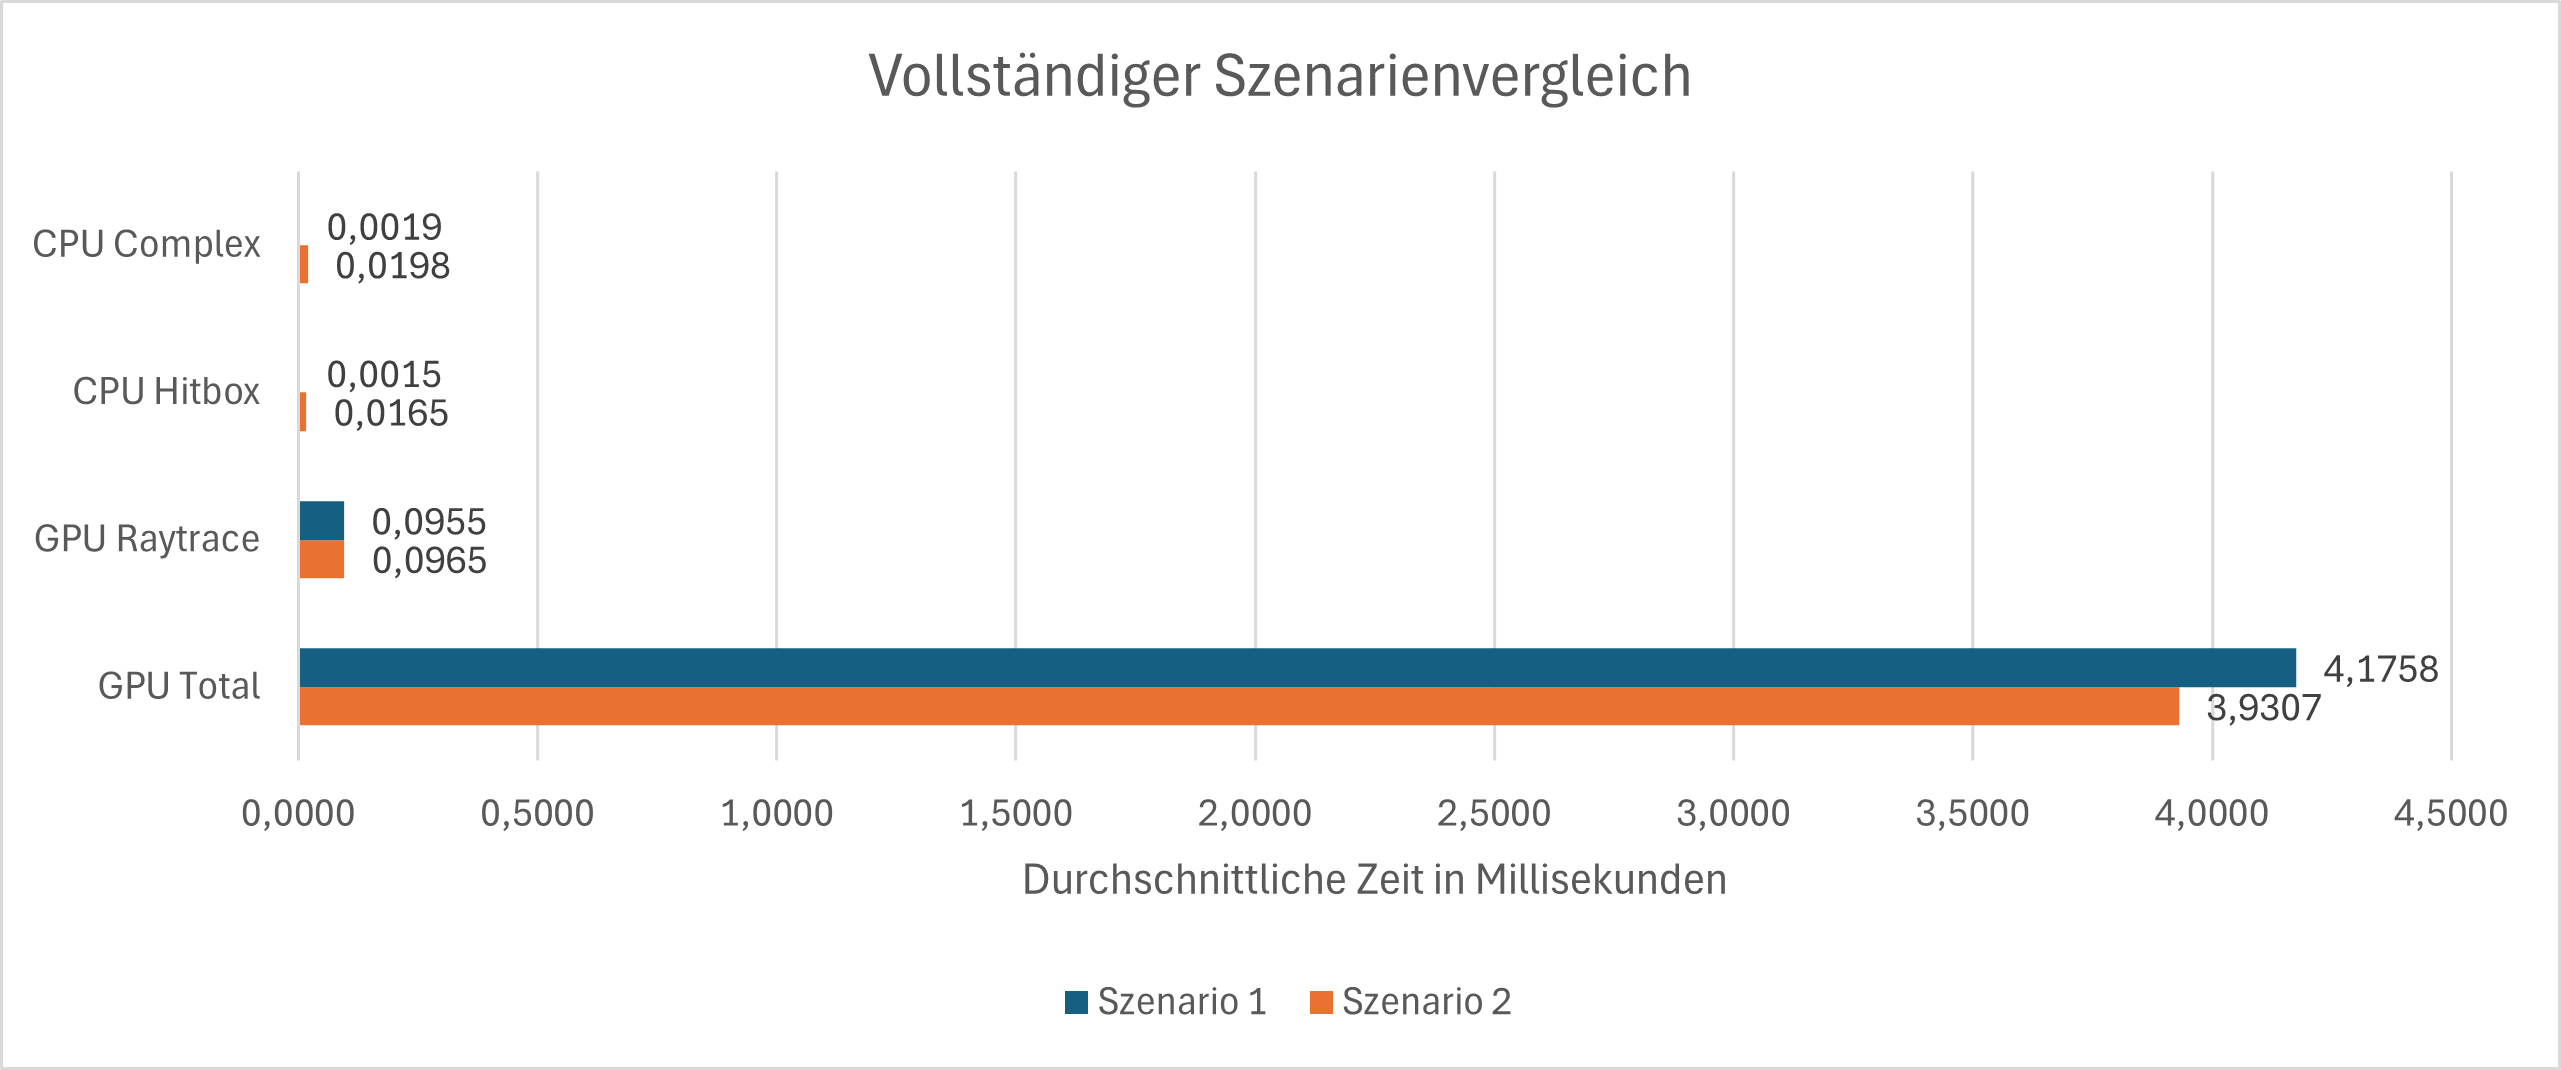 Vollständiger Szenarienvergleich
CPU Complex
0,0019
0,0198
CPU Hitbox
0,0015
0,0165
GPU Raytrace
0,0955
0,0965
GPU Total
4,1758
3,9307
0,0000 0,5000 1,0000 1,5000 2,0000 2,5000 3,0000 3,5000 4,0000 4,5000
Durchschnittliche Zeit in Millisekunden
Szenario 1 Szenario 2